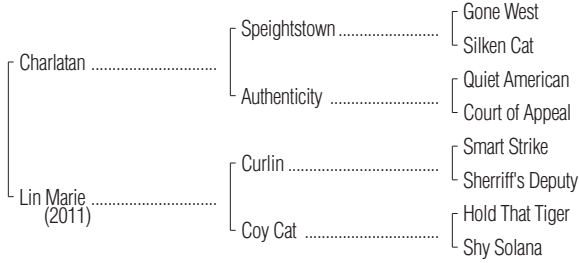 Gone West
Speightstown
Silken Cat
Charlatan
Quiet American
Authenticity
Court of Appeal
Smart Strike
Curlin
Sherriff's Deputy
Lin Marie
(2011)
Hold That Tiger
Coy Cat
Shy Solana